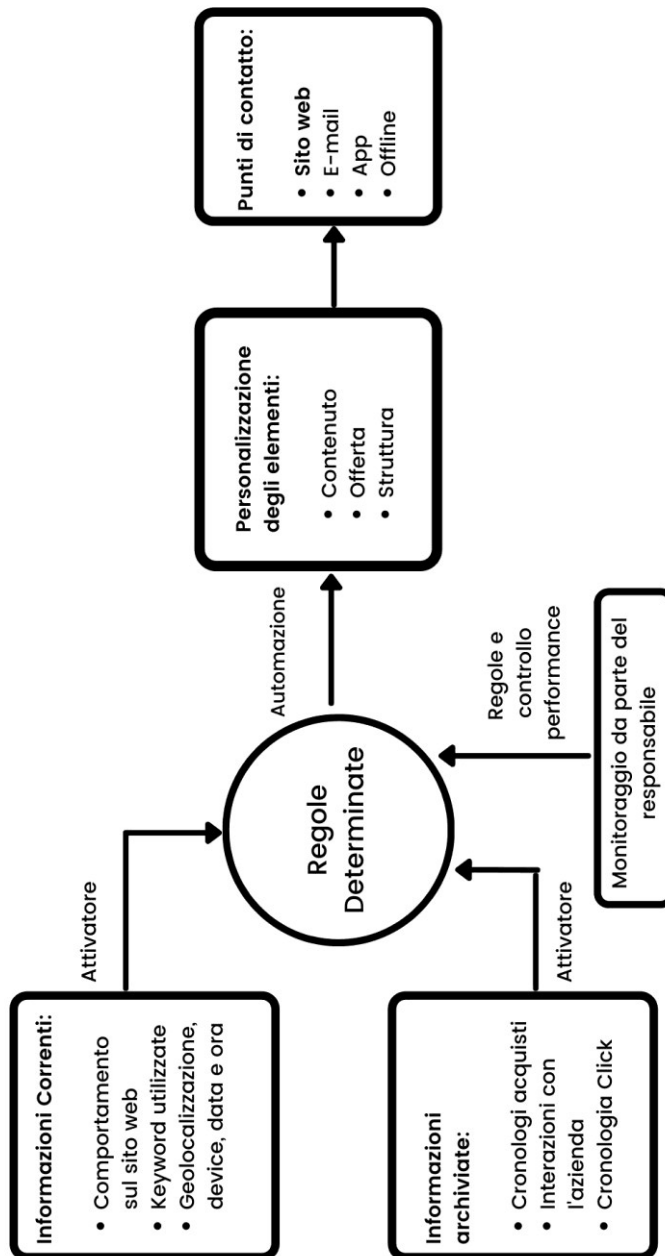 Informazioni Correnti:
• Comportamento
sul sito web
• Keyword utilizzate
• Geolocalizzazione,
device, data e ora
Attivatore
Informazioni
archiviate:
• Cronologi acquisti
• Interazioni con
l'azienda
• Cronologia Click
Attivatore
Regole
Determinate
Monitoraggio da parte del
responsabile
Regole e
controllo
performance
Automazione
Personalizzazione
degli elementi:
• Contenuto
• Offerta
• Struttura
Punti di contatto:
• Sito web
• E-mail
• App
• Offline